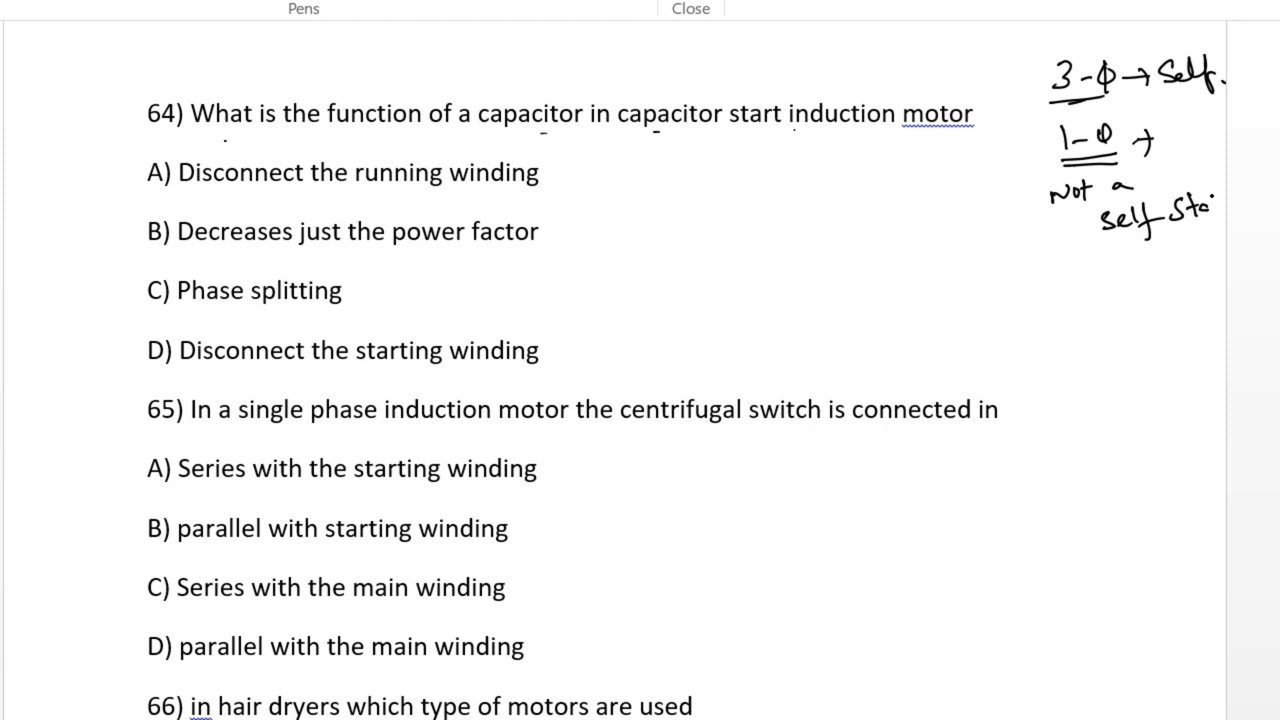 Pens
Close
3-ϕ → Self.
64) What is the function of a capacitor in capacitor start induction motor
1-ϕ →
A) Disconnect the running winding
Not a
self sta
B) Decreases just the power factor
C) Phase splitting
D) Disconnect the starting winding
65) In a single phase induction motor the centrifugal switch is connected in
A) Series with the starting winding
B) parallel with starting winding
C) Series with the main winding
D) parallel with the main winding
66) in hair dryers which type of motors are used